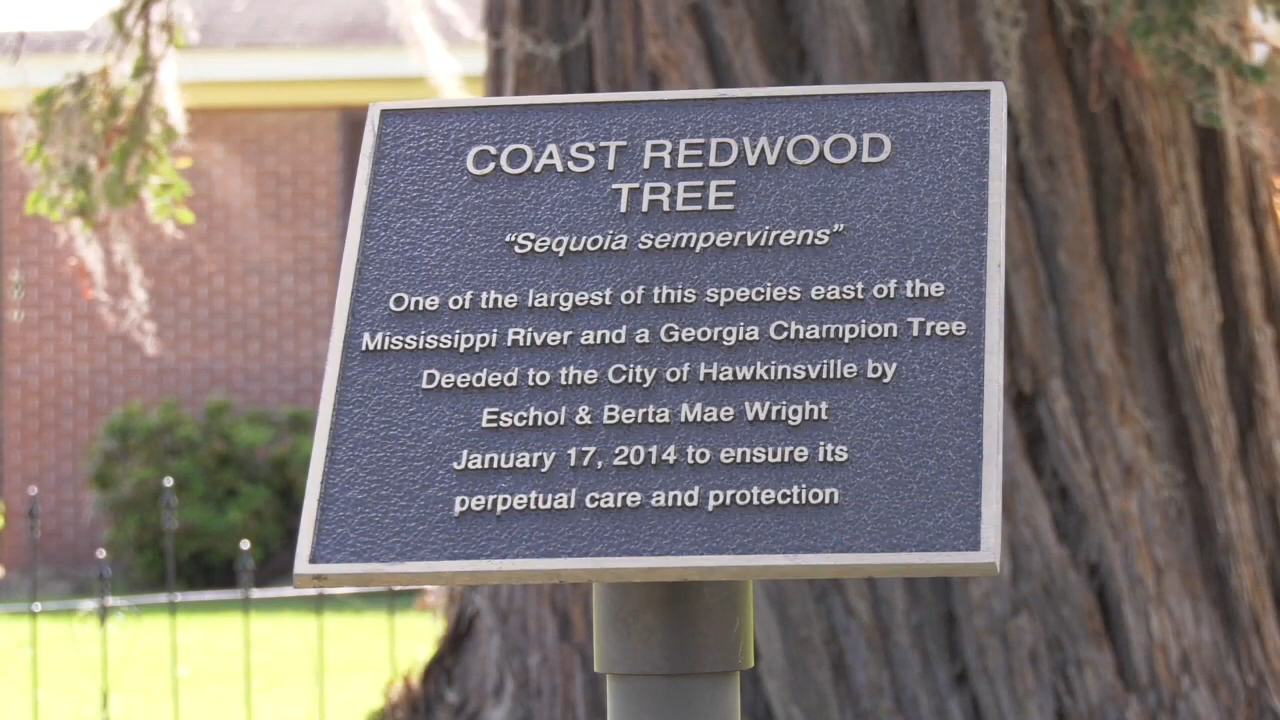 COAST REDWOOD
TREE
“Sequoia sempervirens”
One of the largest of this species east of the
Mississippi River and a Georgia Champion Tree
Deeded to the City of Hawkinsville by
Eschol & Berta Mae Wright
January 17, 2014 to ensure its
perpetual care and protection